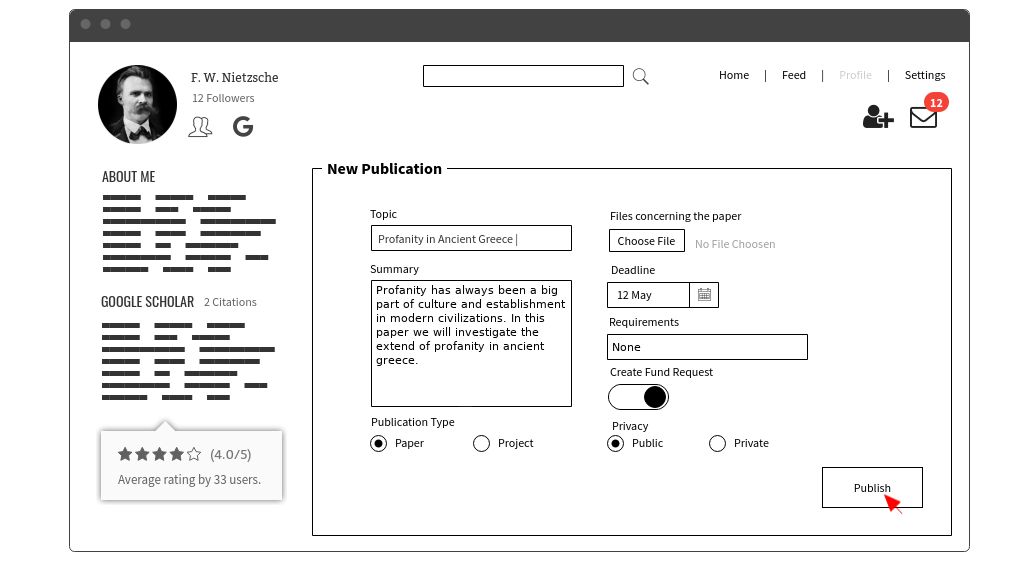 F. W. Nietzsche
12 Followers
Home | Feed | Profile | Settings
12
ABOUT ME
GOOGLE SCHOLAR 2 Citations
(4.0/5)
Average rating by 33 users.
New Publication
Topic
Profanity in Ancient Greece |
Summary
Profanity has always been a big
part of culture and establishment
in modern civilizations. In this
paper we will investigate the
extend of profanity in ancient
greece.
Publication Type
Paper Project
Files concerning the paper
Choose File No File Choosen
Deadline
12 May
Requirements
None
Create Fund Request
Privacy
Public Private
Publish